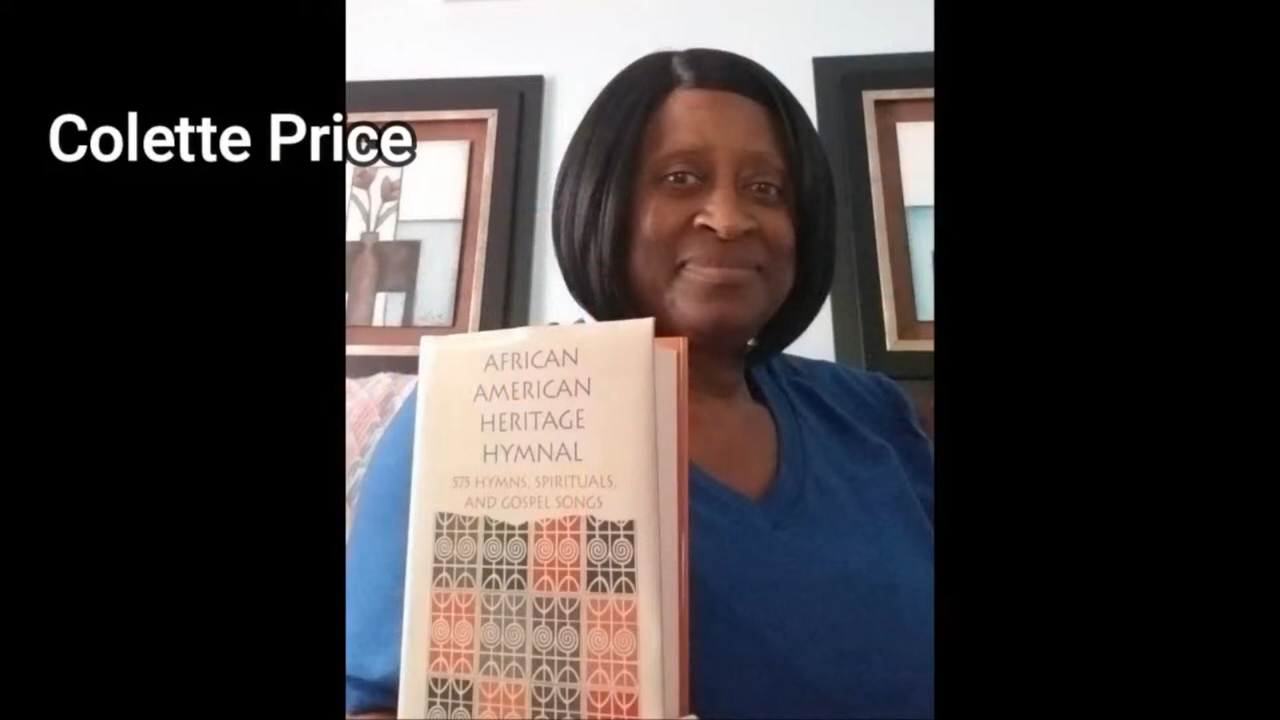 Colette Price
AFRICAN
AMERICAN
HERITAGE
HYMNAL
575 HYMNS, SPIRITUALS,
AND GOSPEL SONGS